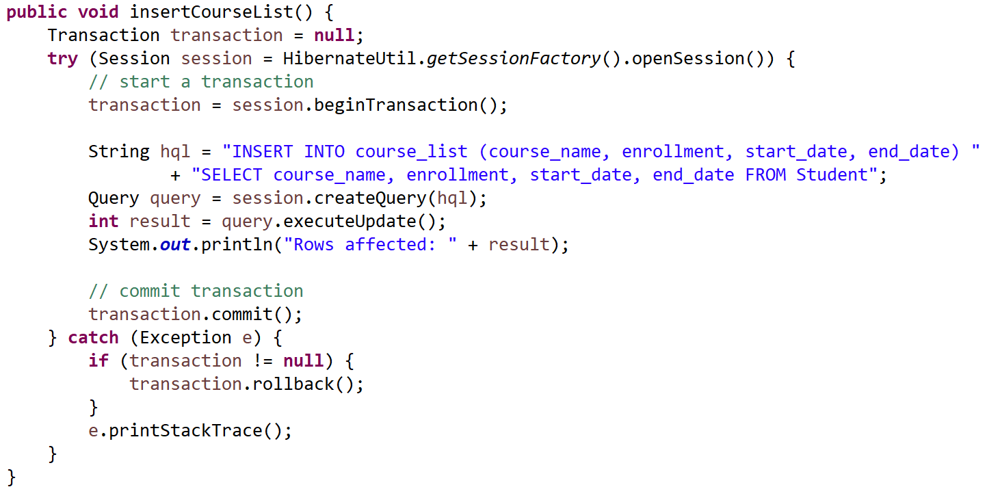 public void insertCourseList() {
    Transaction transaction = null;
    try (Session session = HibernateUtil.getSessionFactory().openSession()) {
        // start a transaction
        transaction = session.beginTransaction();

        String hql = "INSERT INTO course_list (course_name, enrollment, start_date, end_date) "
                + "SELECT course_name, enrollment, start_date, end_date FROM Student";
        Query query = session.createQuery(hql);
        int result = query.executeUpdate();
        System.out.println("Rows affected: " + result);

        // commit transaction
        transaction.commit();
    } catch (Exception e) {
        if (transaction != null) {
            transaction.rollback();
        }
        e.printStackTrace();
    }
}